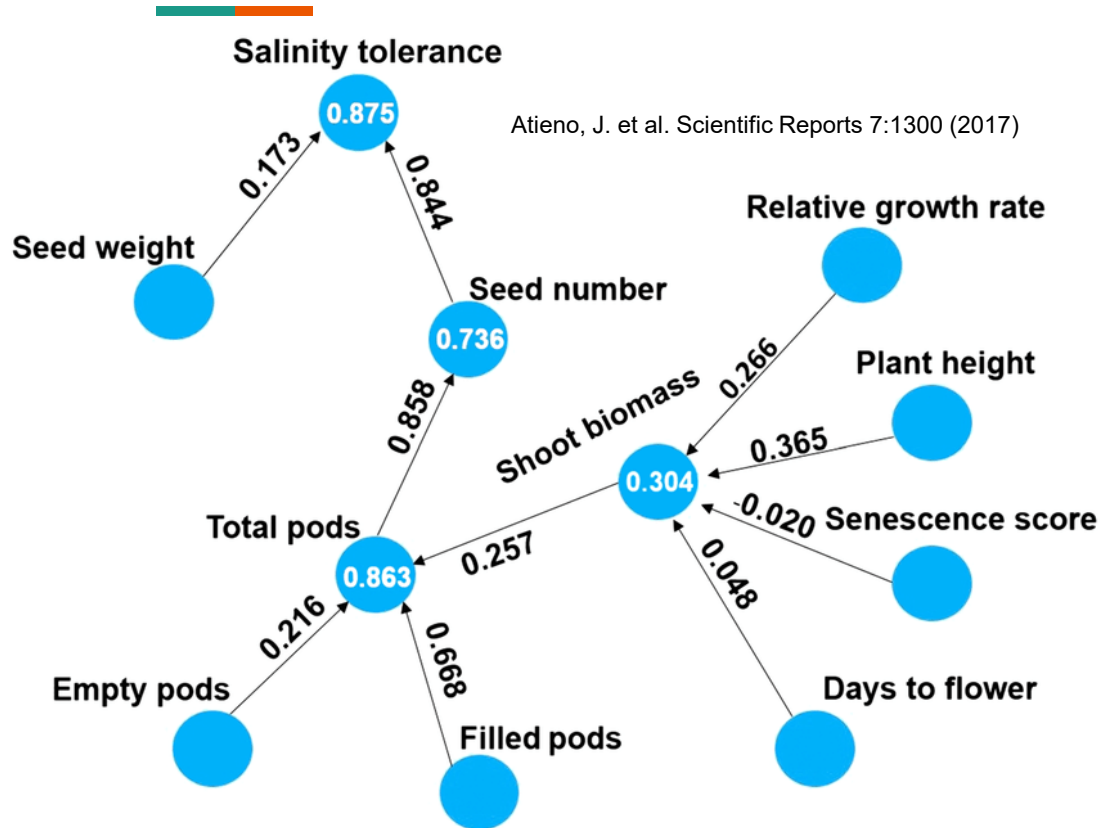 Salinity tolerance
0.875
Atieno, J. et al. Scientific Reports 7:1300 (2017)
0.173
0.844
Relative growth rate
Seed weight
Seed number
0.736
0.266
Plant height
0.858
Shoot biomass
0.365
0.304
-0.020
Senescence score
Total pods
0.257
0.048
0.863
0.216
0.668
Empty pods
Days to flower
Filled pods